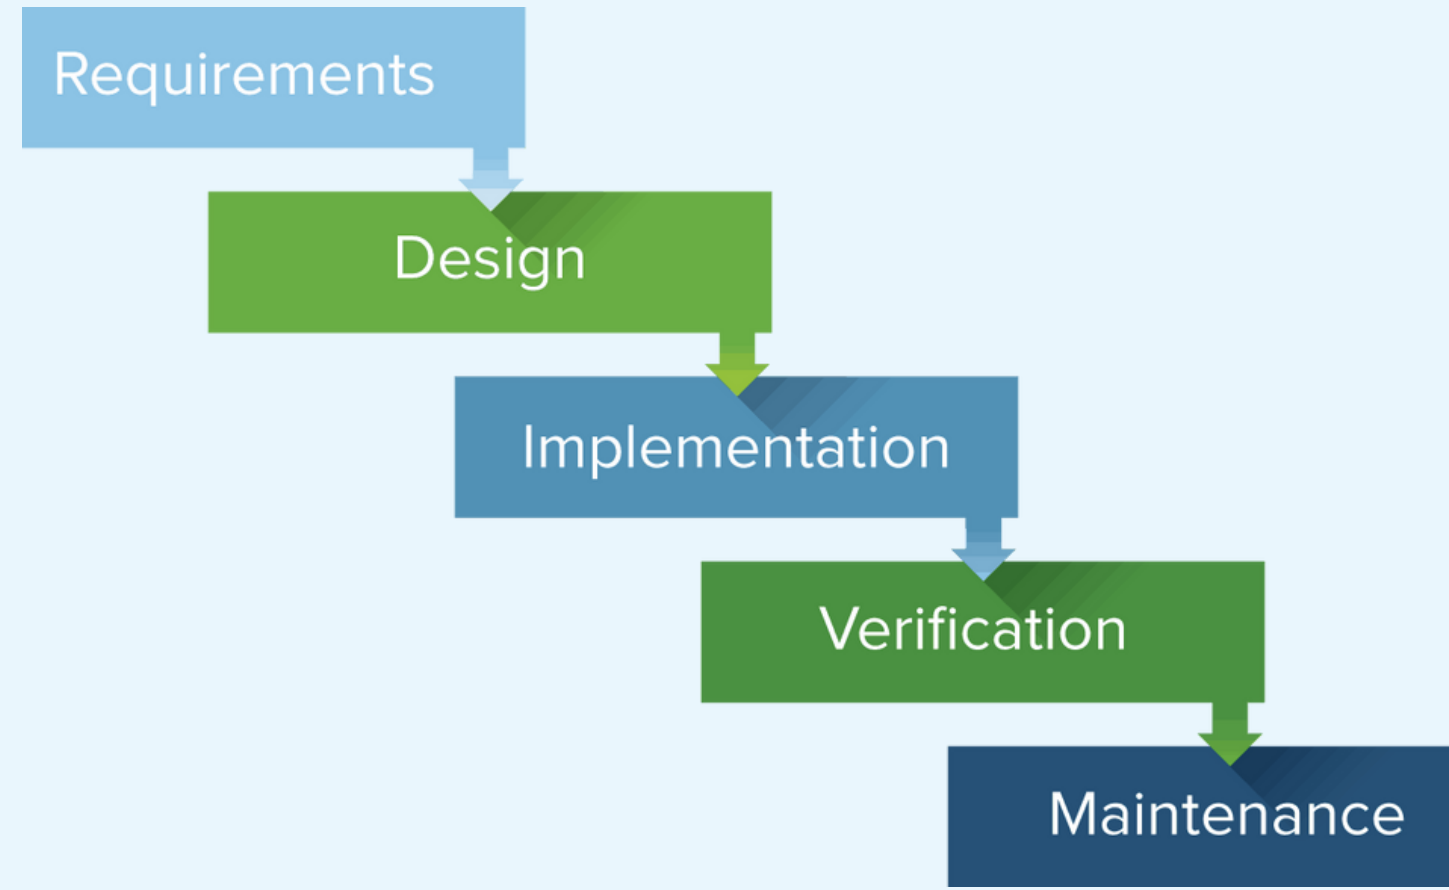 Requirements
Design
Implementation
Verification
Maintenance